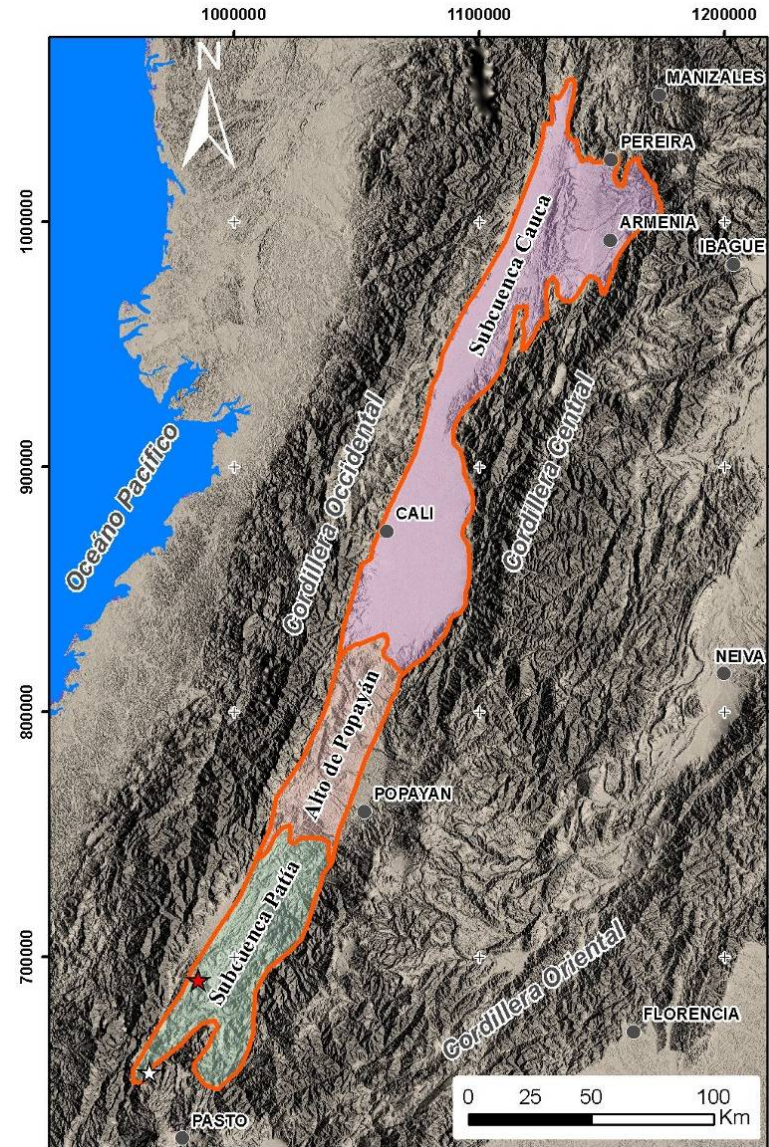 1000000
1100000
1200000
N
MANIZALES
PEREIRA
1000000
ARMENIA
IBAGUE
Subcuenca Cauca
900000
Cordillera Occidental
Cordillera Central
Oceáno Pacífico
CALI
NEIVA
800000
Alto de Popayán
POPAYAN
Subcuenca Patía
700000
Cordillera Oriental
FLORENCIA
0 25 50 100
Km
PASTO